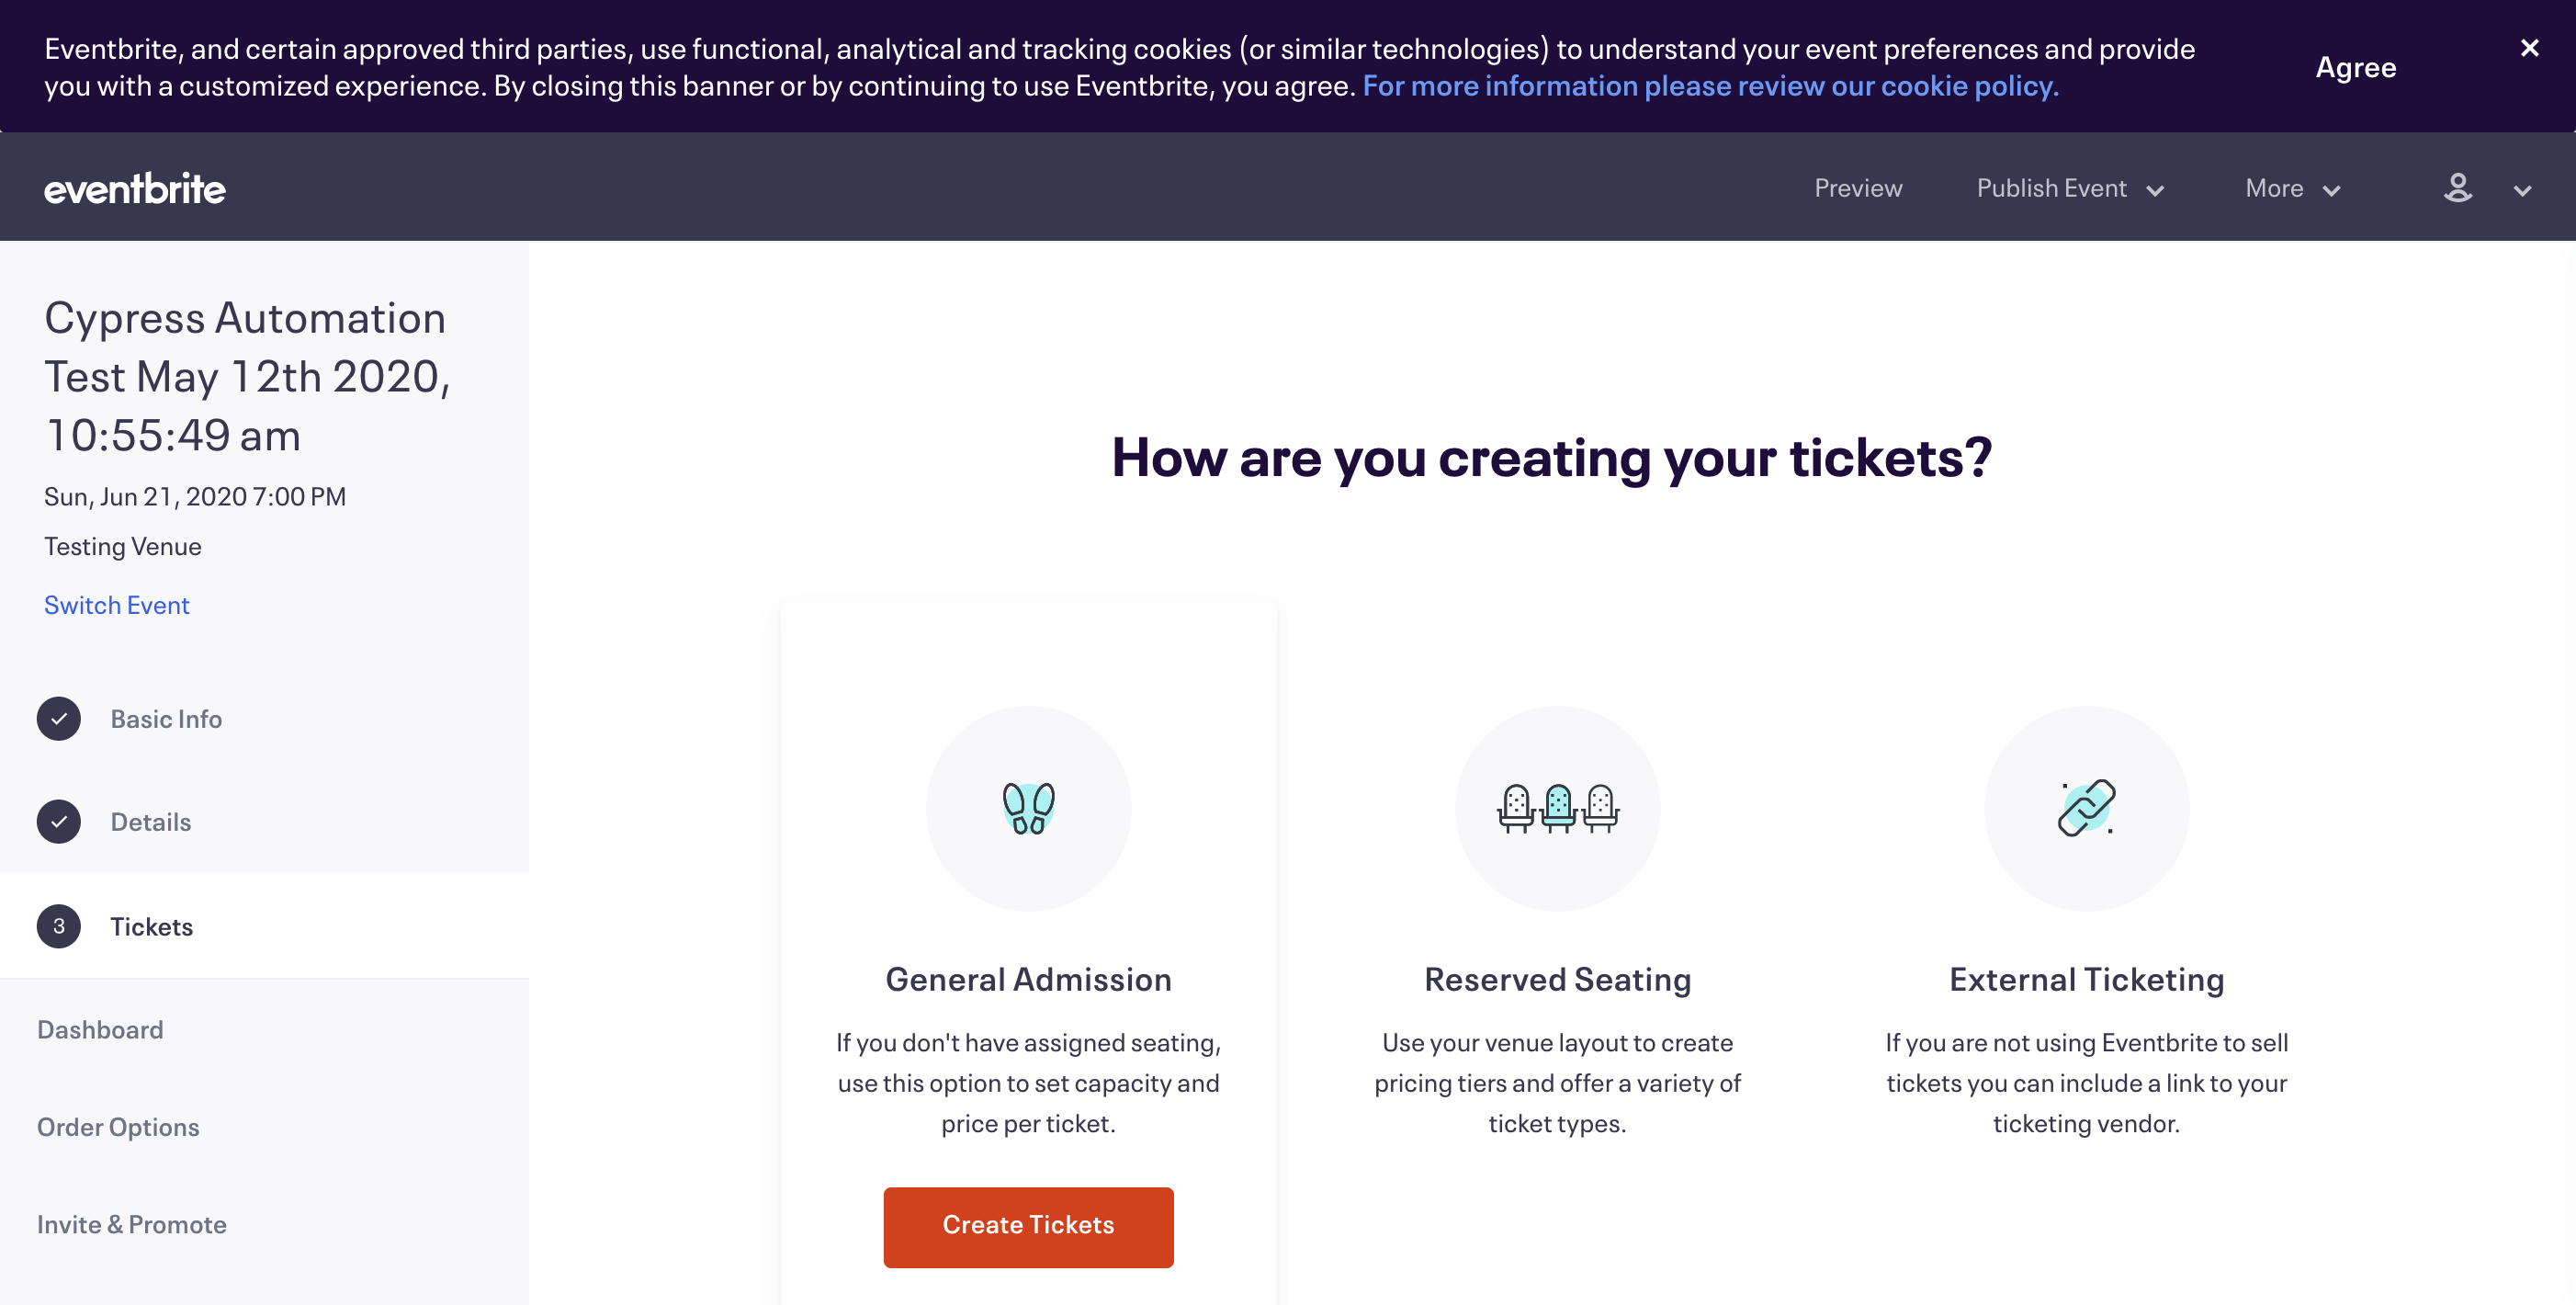 Eventbrite, and certain approved third parties, use functional, analytical and tracking cookies (or similar technologies) to understand your event preferences and provide
you with a customized experience. By closing this banner or by continuing to use Eventbrite, you agree. For more information please review our cookie policy.
Agree
eventbrite
Preview
Publish Event
More
Cypress Automation
Test May 12th 2020,
10:55:49 am
Sun, Jun 21, 2020 7:00 PM
Testing Venue
Switch Event
Basic Info
Details
3 Tickets
Dashboard
Order Options
Invite & Promote
How are you creating your tickets?
General Admission
If you don't have assigned seating,
use this option to set capacity and
price per ticket.
Create Tickets
Reserved Seating
Use your venue layout to create
pricing tiers and offer a variety of
ticket types.
External Ticketing
If you are not using Eventbrite to sell
tickets you can include a link to your
ticketing vendor.